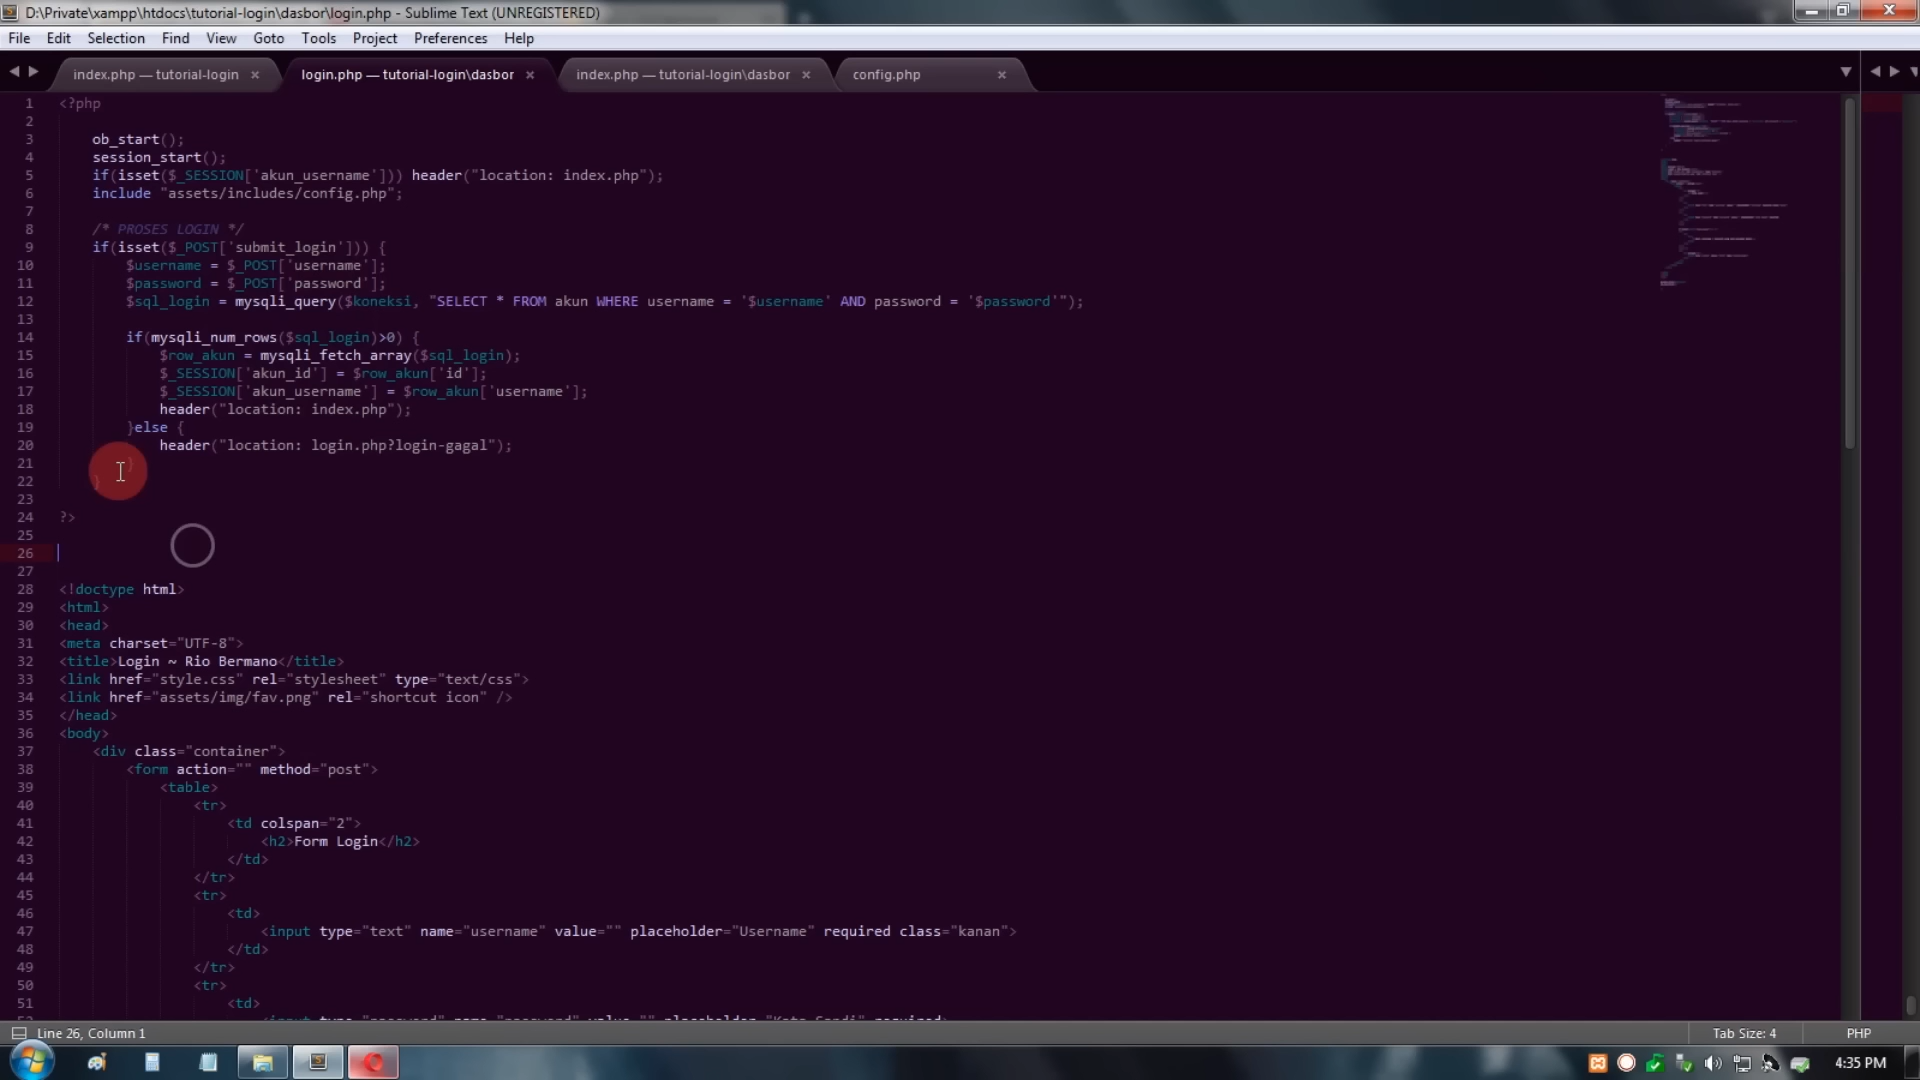 D:\Private\xampp\htdocs\tutorial-login\dasbor\login.php - Sublime Text (UNREGISTERED)
File Edit Selection Find View Goto Tools Project Preferences Help
index.php — tutorial-login × login.php — tutorial-login\dasbor × index.php — tutorial-login\dasbor × config.php ×
1 <?php
2
3 ob_start();
4 session_start();
5 if(isset($_SESSION['akun_username'])) header("location: index.php");
6 include "assets/includes/config.php";
7
8 /* PROSES LOGIN */
9 if(isset($_POST['submit_login'])) {
10 $username = $_POST['username'];
11 $password = $_POST['password'];
12 $sql_login = mysqli_query($koneksi, "SELECT * FROM akun WHERE username = '$username' AND password = '$password'");
13
14 if(mysqli_num_rows($sql_login)>0) {
15 $row_akun = mysqli_fetch_array($sql_login);
16 $_SESSION['akun_id'] = $row_akun['id'];
17 $_SESSION['akun_username'] = $row_akun['username'];
18 header("location: index.php");
19 }else {
20 header("location: login.php?login-gagal");
21 }
22 }
23
24 ?>
25
26
27
28 <!doctype html>
29 <html>
30 <head>
31 <meta charset="UTF-8">
32 <title>Login ~ Rio Bermano</title>
33 <link href="style.css" rel="stylesheet" type="text/css">
34 <link href="assets/img/fav.png" rel="shortcut icon" />
35 </head>
36 <body>
37 <div class="container">
38 <form action="" method="post">
39 <table>
40 <tr>
41 <td colspan="2">
42 <h2>Form Login</h2>
43 </td>
44 </tr>
45 <tr>
46 <td>
47 <input type="text" name="username" value="" placeholder="Username" required class="kanan">
48 </td>
49 </tr>
50 <tr>
51 <td>
<input type="password" name="password" value="" placeholder="Kata Sandi" required>
Line 26, Column 1 Tab Size: 4 PHP
4:35 PM